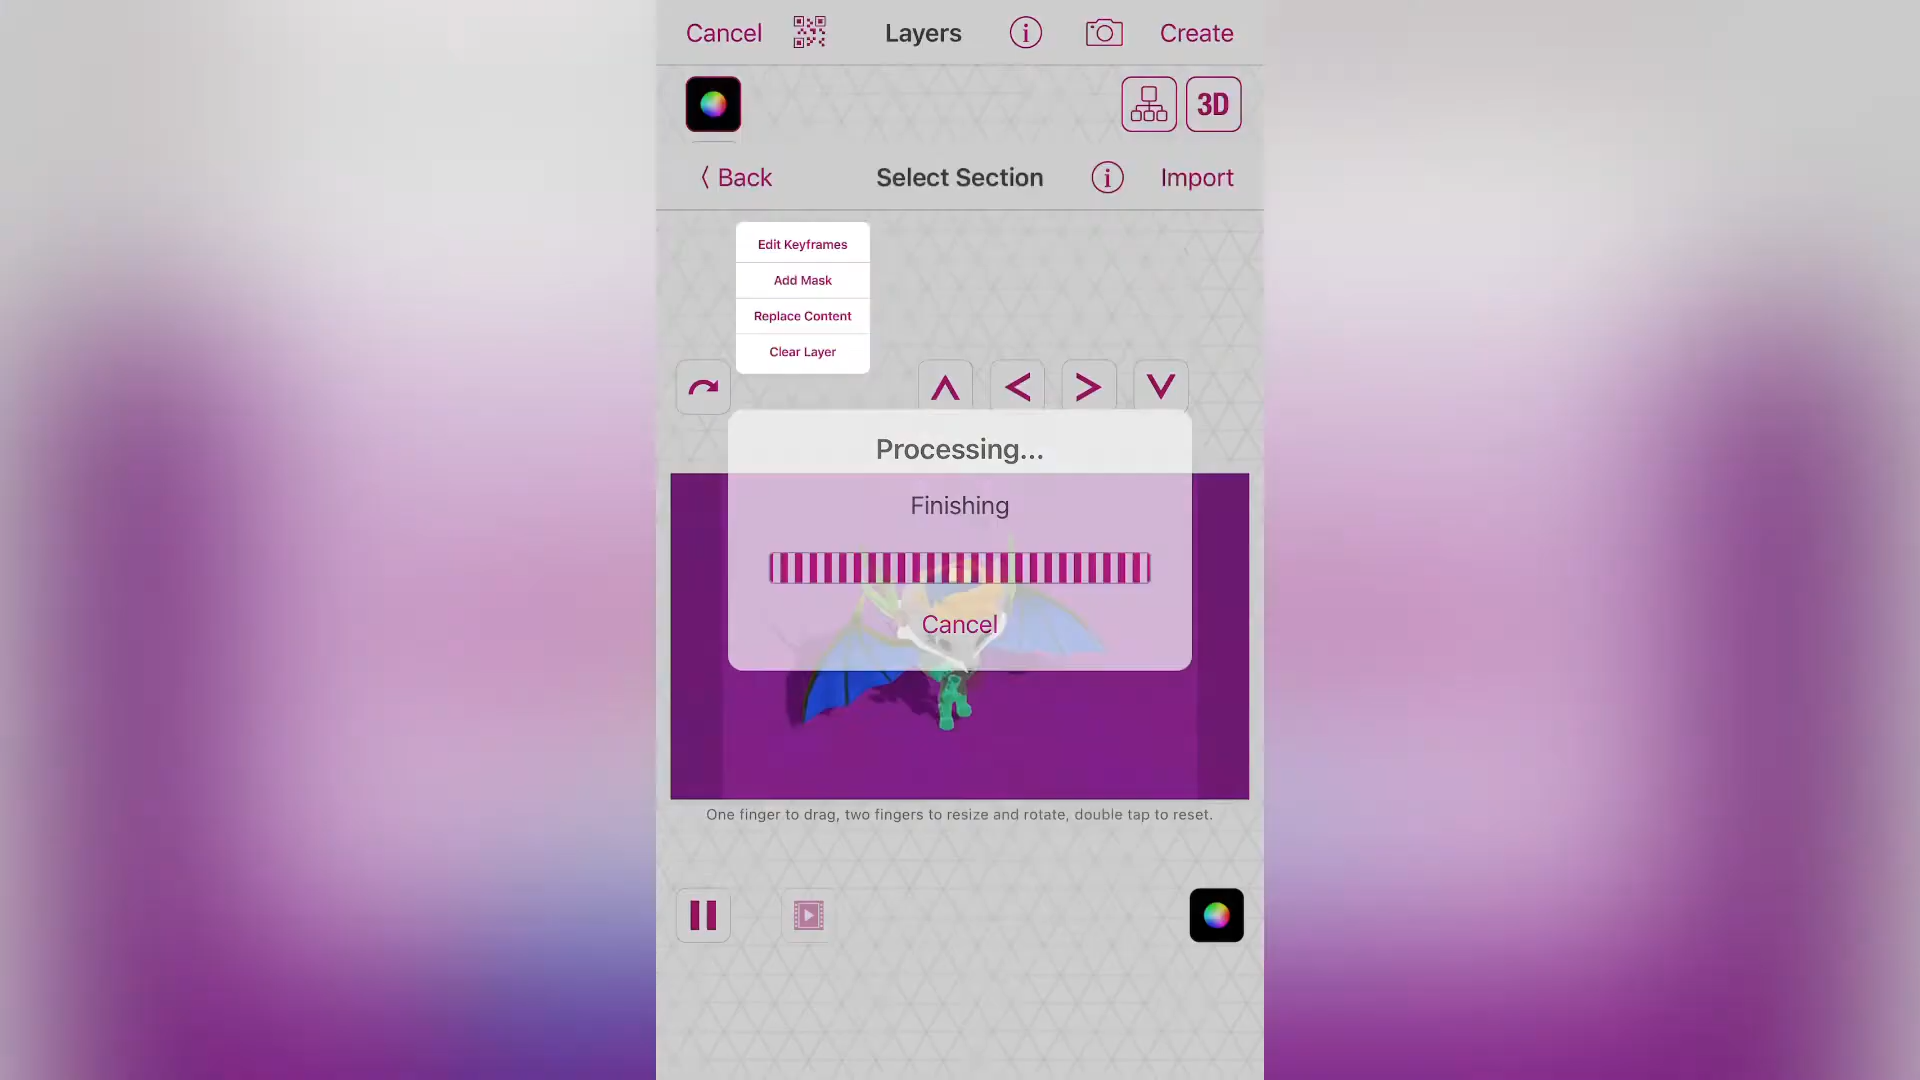 Cancel
Layers
Create
3D
Back
Select Section
Import
Edit Keyframes
Add Mask
Replace Content
Clear Layer
Processing...
Finishing
Cancel
One finger to drag, two fingers to resize and rotate, double tap to reset.